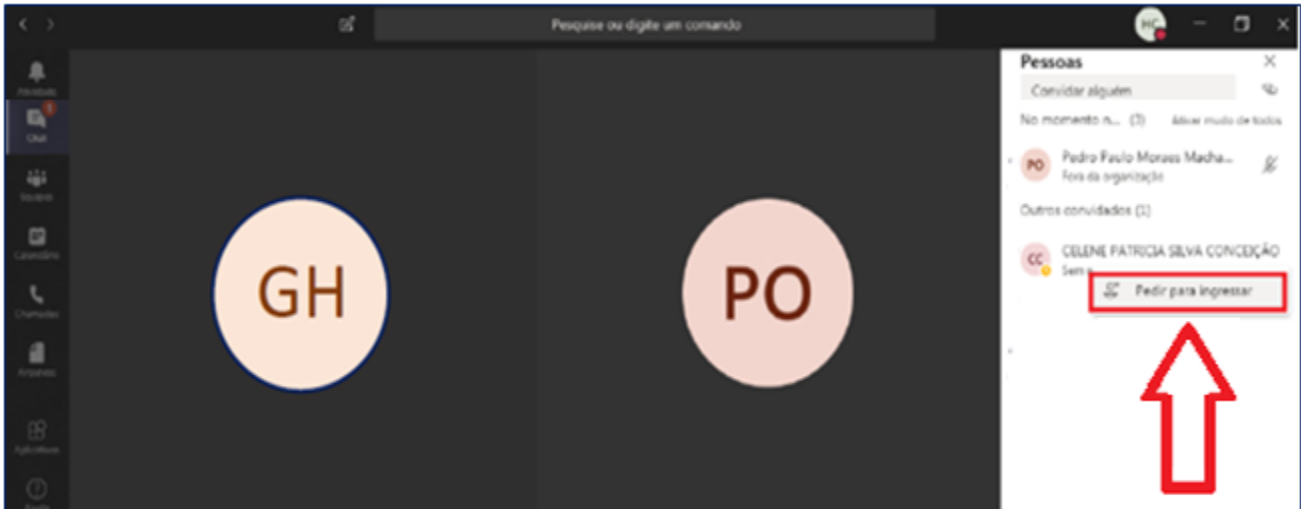 Pesquise ou digite um comando
HC
Atividade
Chat
Equipes
Calendário
Chamadas
Arquivos
Aplicativos
GH
PO
Pessoas
Convidar alguém
No momento n... (3)
Ativar mudo de todos
PO
Pedro Paulo Moraes Macha...
Fora da organização
Outros convidados (1)
CC
CELENE PATRICIA SILVA CONCEIÇÃO
Sem
Pedir para ingressar